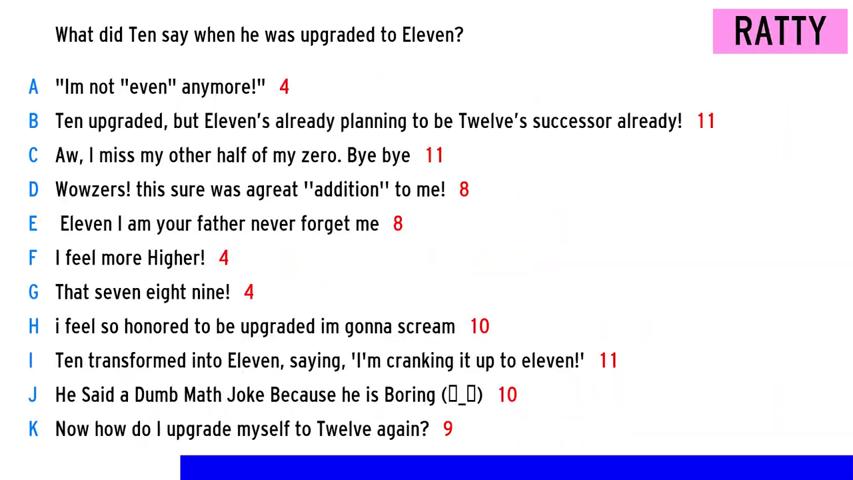 What did Ten say when he was upgraded to Eleven?
RATTY
A "Im not "even" anymore!" 4
B Ten upgraded, but Eleven's already planning to be Twelve's successor already! 11
C Aw, I miss my other half of my zero. Bye bye 11
D Wowzers! this sure was agreat "addition" to me! 8
E Eleven I am your father never forget me 8
F I feel more Higher! 4
G That seven eight nine! 4
H i feel so honored to be upgraded im gonna scream 10
I Ten transformed into Eleven, saying, 'I'm cranking it up to eleven!' 11
J He Said a Dumb Math Joke Because he is Boring (▯_▯) 10
K Now how do I upgrade myself to Twelve again? 9